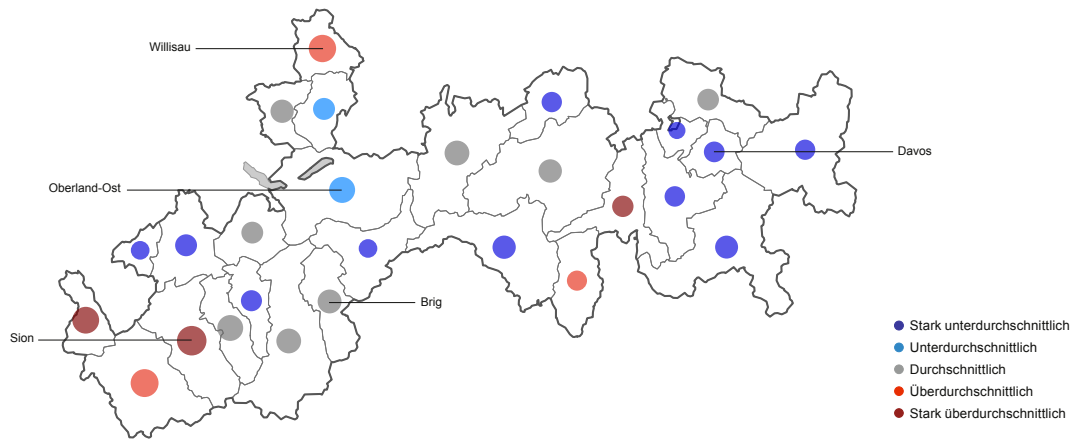 Willisau
Davos
Oberland-Ost
Brig
Sion
Stark unterdurchschnittlich
Unterdurchschnittlich
Durchschnittlich
Überdurchschnittlich
Stark überdurchschnittlich